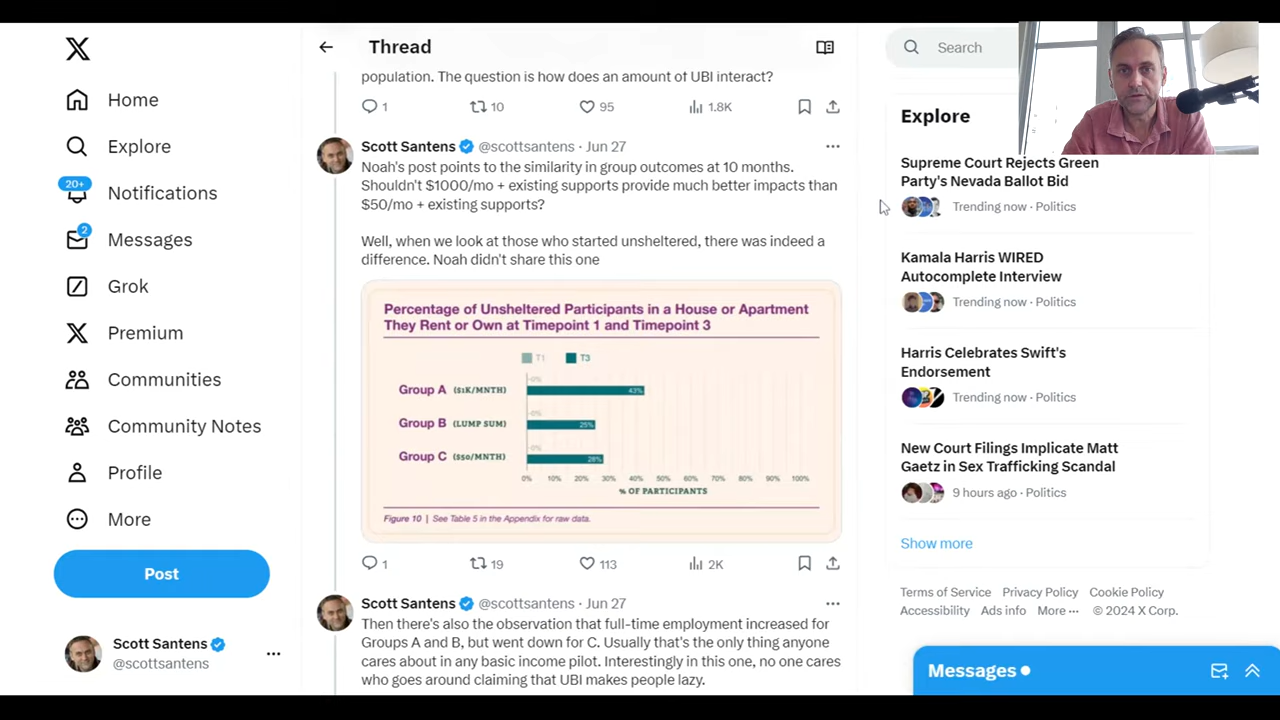 Home
Explore
20+
Notifications
2
Messages
Grok
Premium
Communities
Community Notes
Profile
More
Post
Scott Santens
@scottsantens
Thread
population. The question is how does an amount of UBI interact?
1 10 95 1.8K
Scott Santens @scottsantens · Jun 27
Noah's post points to the similarity in group outcomes at 10 months.
Shouldn't $1000/mo + existing supports provide much better impacts than
$50/mo + existing supports?
Well, when we look at those who started unsheltered, there was indeed a
difference. Noah didn't share this one
Percentage of Unsheltered Participants in a House or Apartment
They Rent or Own at Timepoint 1 and Timepoint 3
T1 T3
0%
Group A ($1K/MNTH) 43%
0%
Group B (LUMP SUM) 25%
0%
Group C ($50/MNTH) 28%
0% 10% 20% 30% 40% 50% 60% 70% 80% 90% 100%
% OF PARTICIPANTS
Figure 10 | See Table 5 in the Appendix for raw data.
1 19 113 2K
Scott Santens @scottsantens · Jun 27
Then there's also the observation that full-time employment increased for
Groups A and B, but went down for C. Usually that's the only thing anyone
cares about in any basic income pilot. Interestingly in this one, no one cares
who goes around claiming that UBI makes people lazy.
Search
Explore
Supreme Court Rejects Green
Party's Nevada Ballot Bid
Trending now · Politics
Kamala Harris WIRED
Autocomplete Interview
Trending now · Politics
Harris Celebrates Swift's
Endorsement
Trending now · Politics
New Court Filings Implicate Matt
Gaetz in Sex Trafficking Scandal
9 hours ago · Politics
Show more
Terms of Service Privacy Policy Cookie Policy
Accessibility Ads info More ··· © 2024 X Corp.
Messages